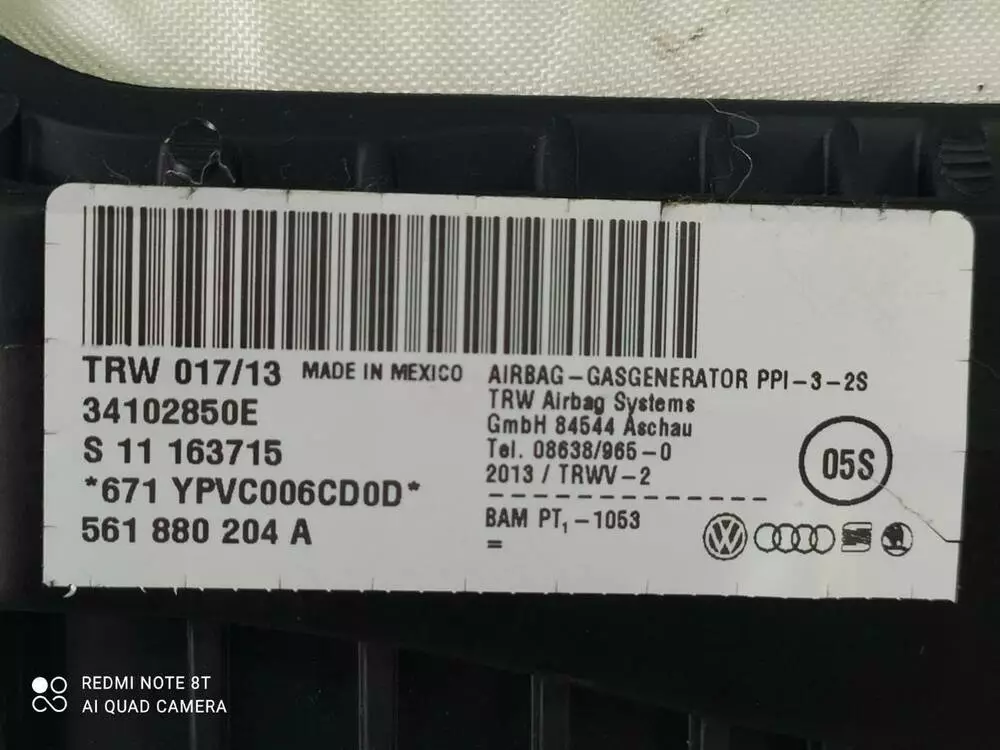 TRW 017/13 MADE IN MEXICO
34102850E
S 11 163715
*671 YPVC006CD0D*
561 880 204 A
AIRBAG-GASGENERATOR PPI-3-2S
TRW Airbag Systems
GmbH 84544 Aschau
Tel. 08638/965-0
2013 / TRWV-2
BAM PT₁-1053
=
05S
REDMI NOTE 8T
AI QUAD CAMERA